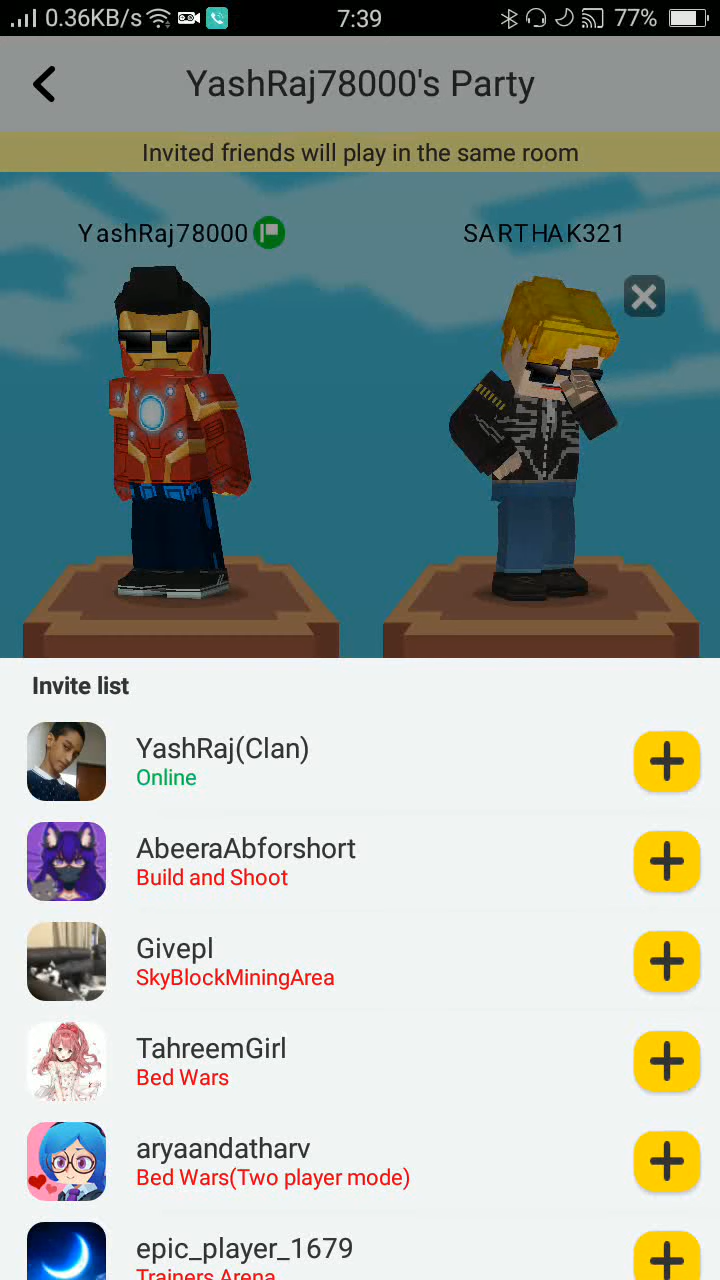 0.36KB/s
7:39
77%
YashRaj78000's Party
Invited friends will play in the same room
YashRaj78000
SARTHAK321
Invite list
YashRaj(Clan)
Online
AbeeraAbforshort
Build and Shoot
Givepl
SkyBlockMiningArea
TahreemGirl
Bed Wars
aryaandatharv
Bed Wars(Two player mode)
epic_player_1679
Trainers Arena